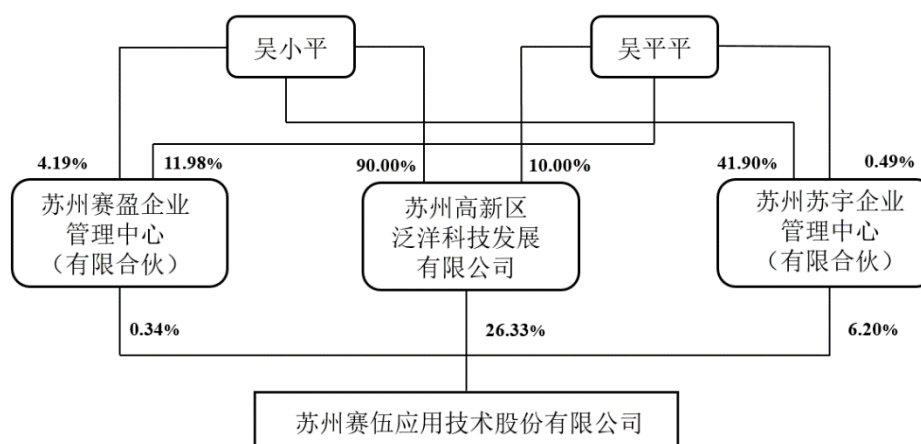 吴小平
吴平平
4.19%
11.98%
90.00%
10.00%
41.90%
0.49%
苏州赛盈企业
管理中心
（有限合伙）
苏州高新区
泛洋科技发展
有限公司
苏州苏宇企业
管理中心
（有限合伙）
0.34%
26.33%
6.20%
苏州赛伍应用技术股份有限公司